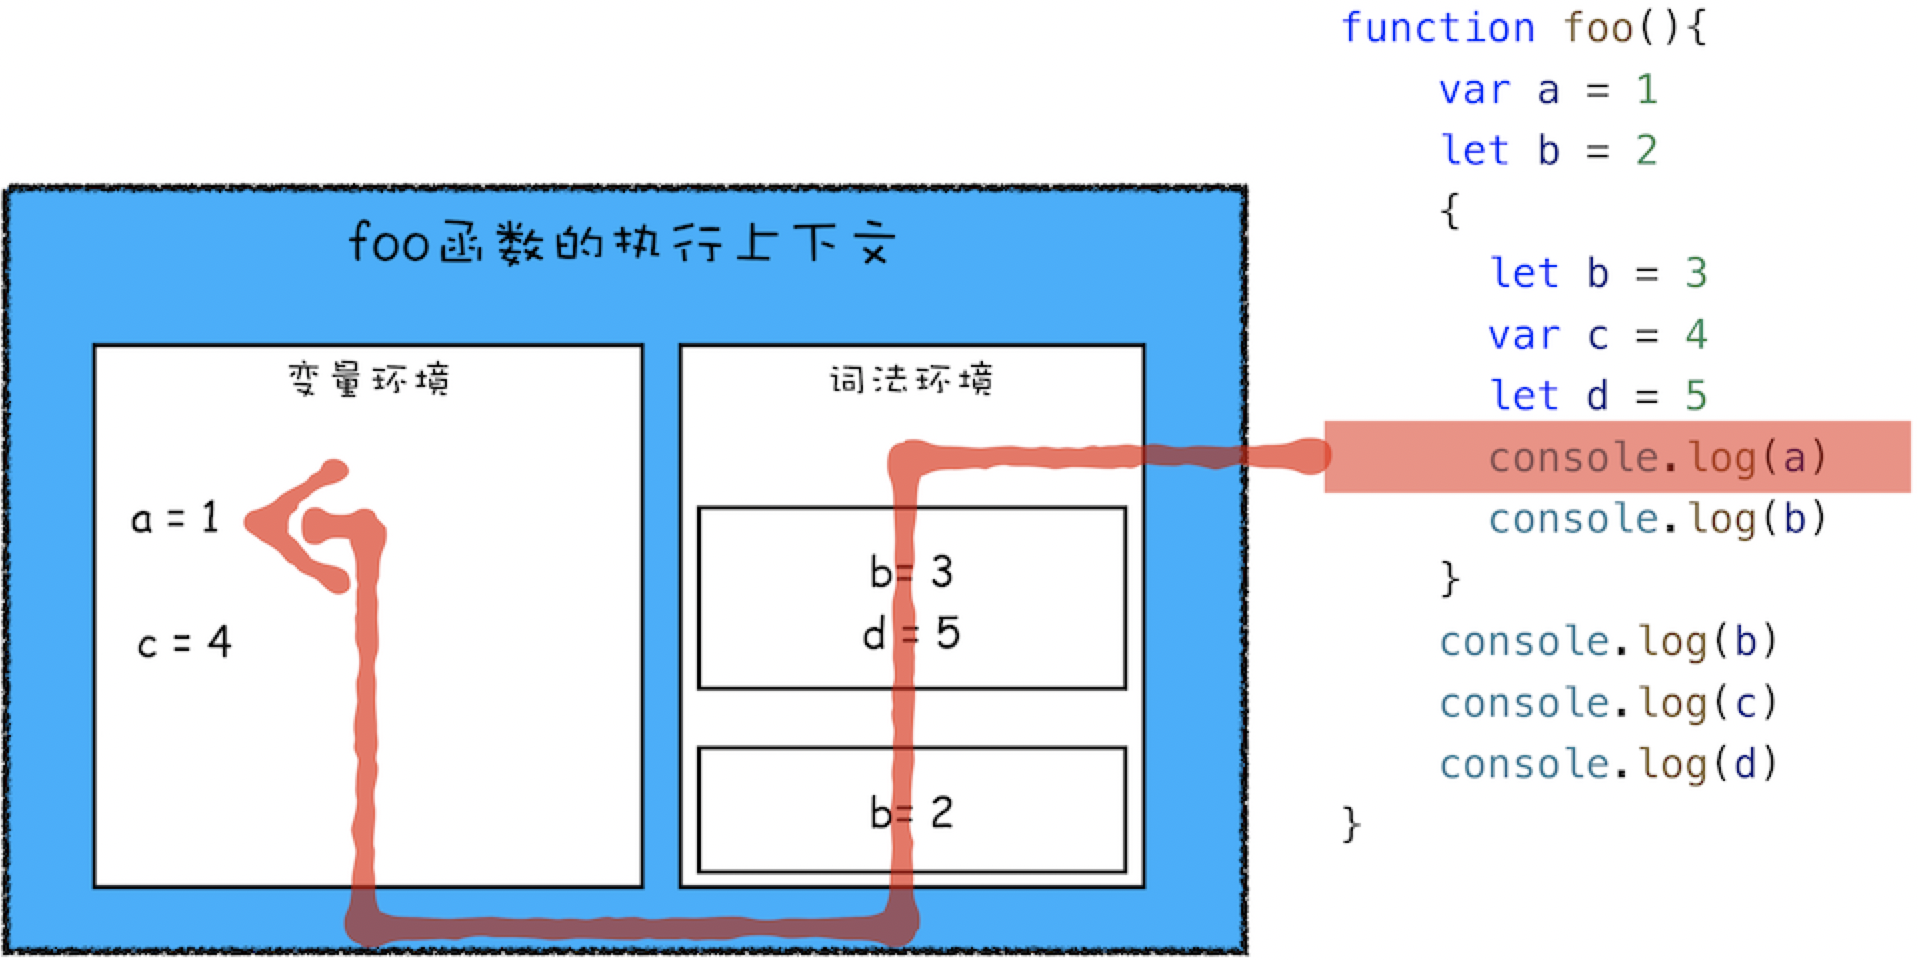 foo函数的执行上下文
变量环境
a = 1
c = 4
词法环境
b= 3
d = 5
b= 2
function foo(){
    var a = 1
    let b = 2
    {
      let b = 3
      var c = 4
      let d = 5
      console.log(a)
      console.log(b)
    }
    console.log(b)
    console.log(c)
    console.log(d)
}